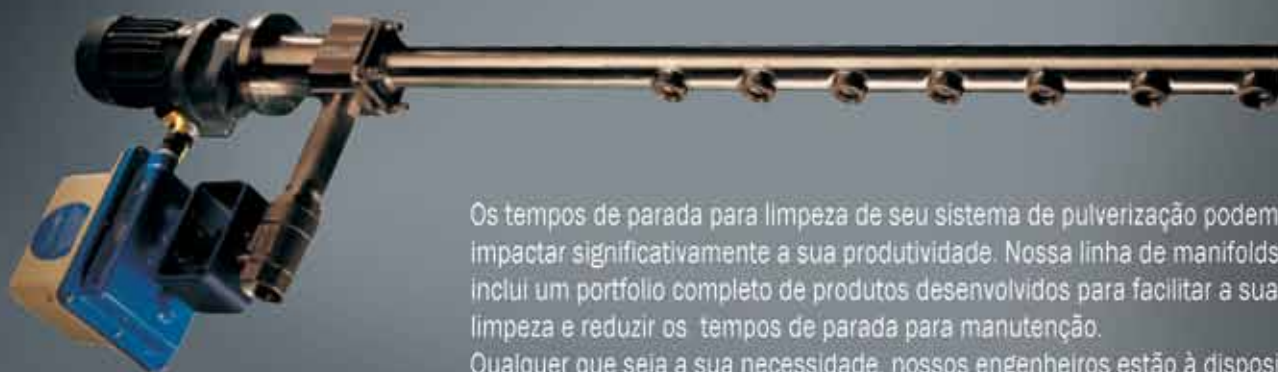 Os tempos de parada para limpeza de seu sistema de pulverização podem
impactar significativamente a sua produtividade. Nossa linha de manifolds
inclui um portfolio completo de produtos desenvolvidos para facilitar a sua
limpeza e reduzir os tempos de parada para manutenção.
Qualquer que seja a sua necessidade, nossos engenheiros estão à disposi